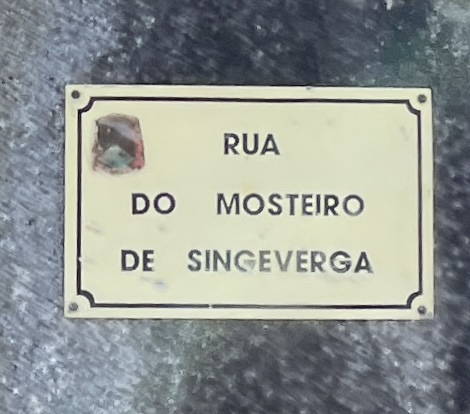 RUA
DO MOSTEIRO
DE SINGEVERGA